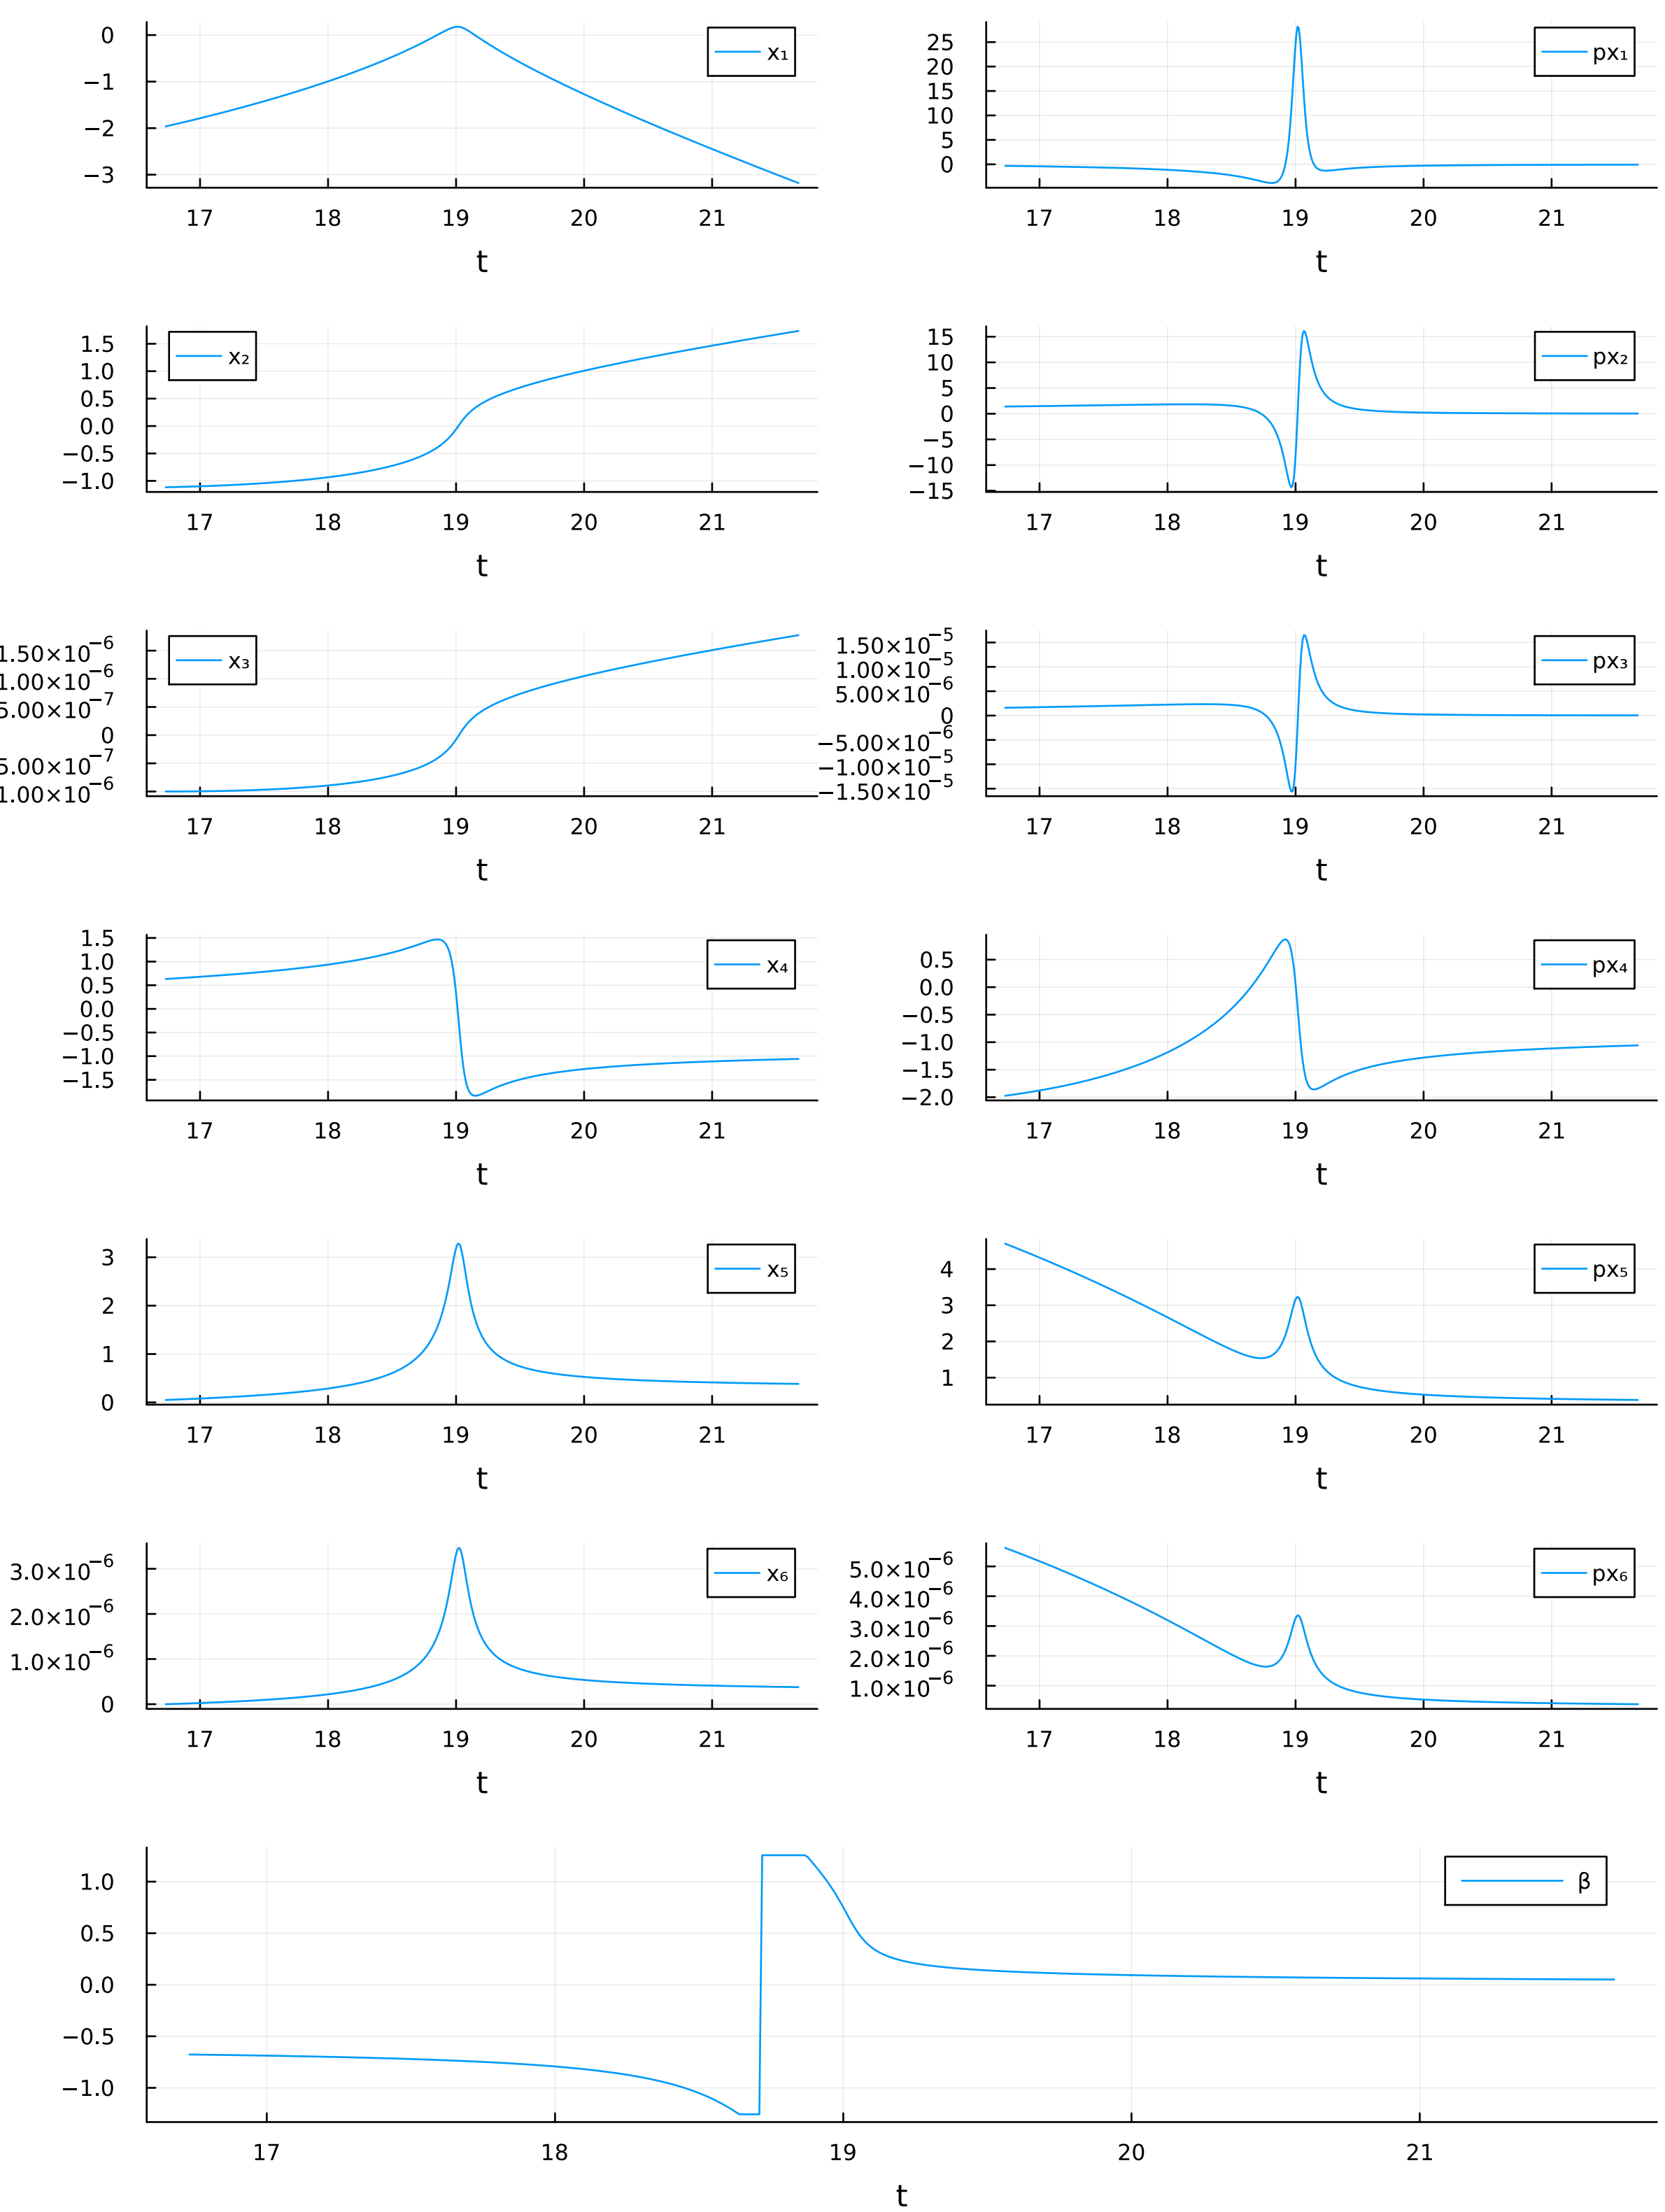 0
−1
−2
−3
x₁
17 18 19 20 21
t
25
20
15
10
5
0
px₁
17 18 19 20 21
t
1.5
1.0
0.5
0.0
−0.5
−1.0
x₂
17 18 19 20 21
t
15
10
5
0
−5
−10
−15
px₂
17 18 19 20 21
t
1.50×10⁻⁶
1.00×10⁻⁶
5.00×10⁻⁷
0
5.00×10⁻⁷
1.00×10⁻⁶
x₃
17 18 19 20 21
t
1.50×10⁻⁵
1.00×10⁻⁵
5.00×10⁻⁶
0
−5.00×10⁻⁶
−1.00×10⁻⁵
−1.50×10⁻⁵
px₃
17 18 19 20 21
t
1.5
1.0
0.5
0.0
−0.5
−1.0
−1.5
x₄
17 18 19 20 21
t
0.5
0.0
−0.5
−1.0
−1.5
−2.0
px₄
17 18 19 20 21
t
3
2
1
0
x₅
17 18 19 20 21
t
4
3
2
1
px₅
17 18 19 20 21
t
3.0×10⁻⁶
2.0×10⁻⁶
1.0×10⁻⁶
0
x₆
17 18 19 20 21
t
5.0×10⁻⁶
4.0×10⁻⁶
3.0×10⁻⁶
2.0×10⁻⁶
1.0×10⁻⁶
px₆
17 18 19 20 21
t
1.0
0.5
0.0
−0.5
−1.0
β
17 18 19 20 21
t